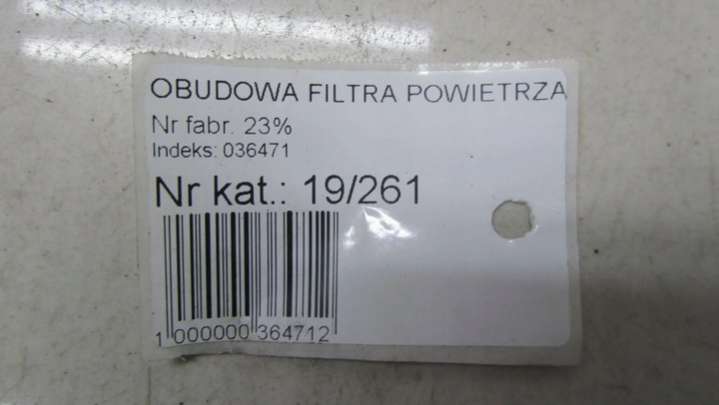 OBUDOWA FILTRA POWIETRZA
Nr fabr. 23%
Indeks: 036471
Nr kat.: 19/261
1 000000 364712